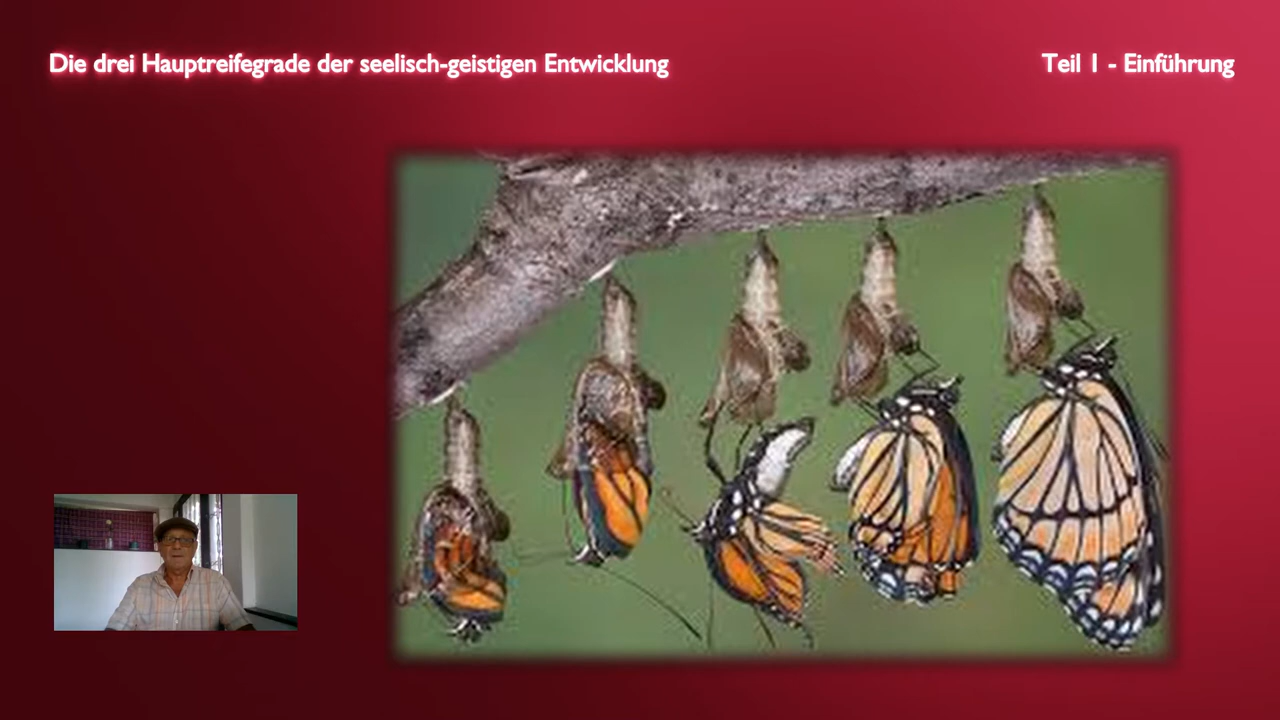 Die drei Hauptreifegrade der seelisch-geistigen Entwicklung
Teil 1 - Einführung